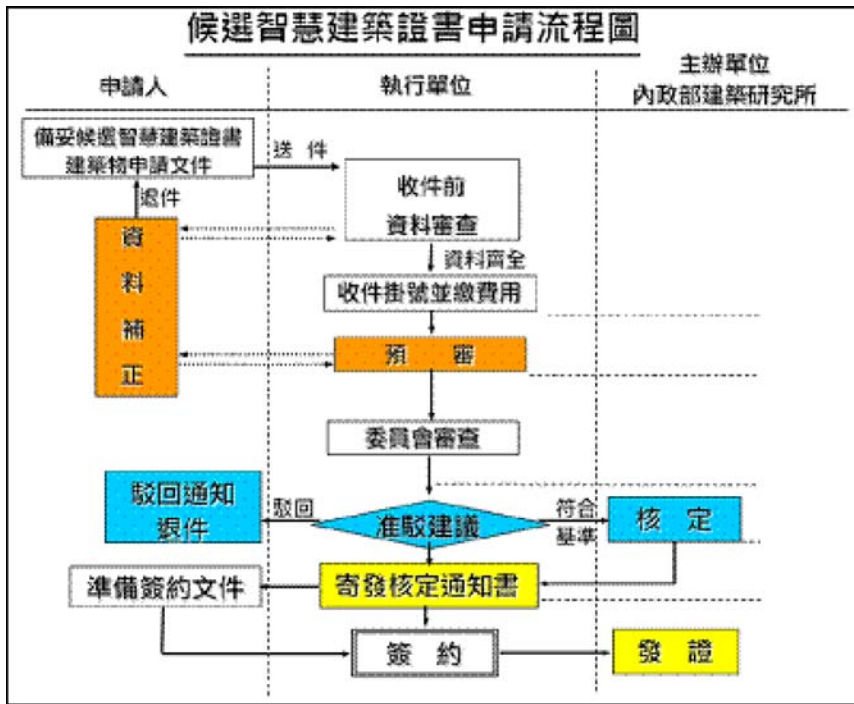 候選智慧建築證書申請流程圖
申請人
執行單位
主辦單位
內政部建築研究所
備妥候選智慧建築證書
建築物申請文件
送 件
收件前
資料審查
退件
資
料
補
正
資料齊全
收件掛號並繳費用
預 審
委員會審查
駁回通知
退件
駁回
准駁建議
符合
基準
核 定
準備簽約文件
寄發核定通知書
簽 約
發 證